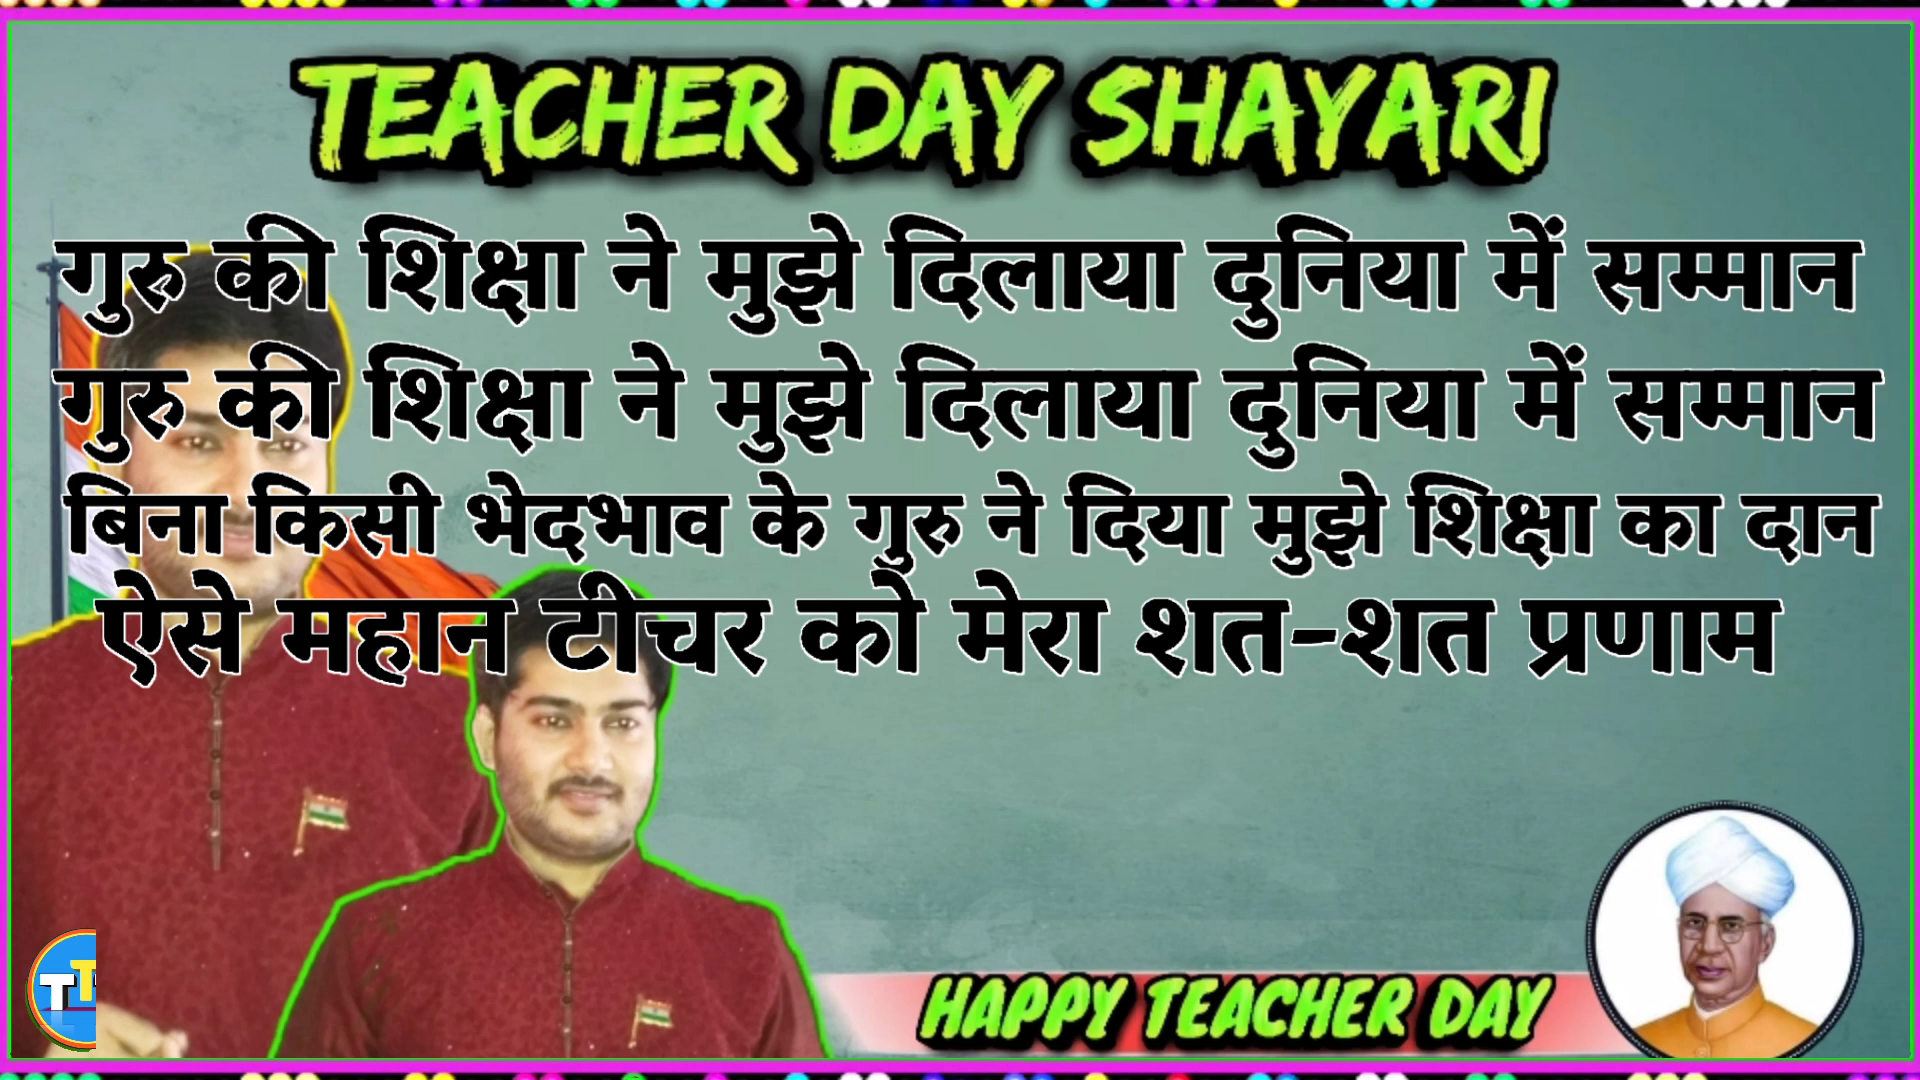 TEACHER DAY SHAYARI
गुरु की शिक्षा ने मुझे दिलाया दुनिया में सम्मान
गुरु की शिक्षा ने मुझे दिलाया दुनिया में सम्मान
बिना किसी भेदभाव के गुरु ने दिया मुझे शिक्षा का दान
ऐसे महान टीचर को मेरा शत-शत प्रणाम
HAPPY TEACHER DAY